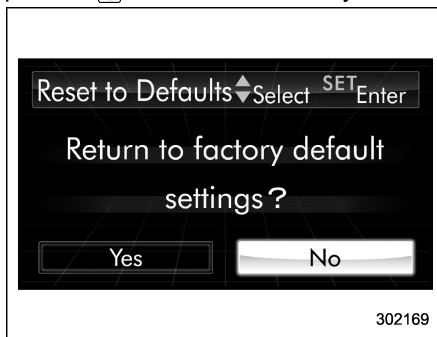 Reset to Defaults Select SET Enter
Return to factory default
settings?
Yes No
302169